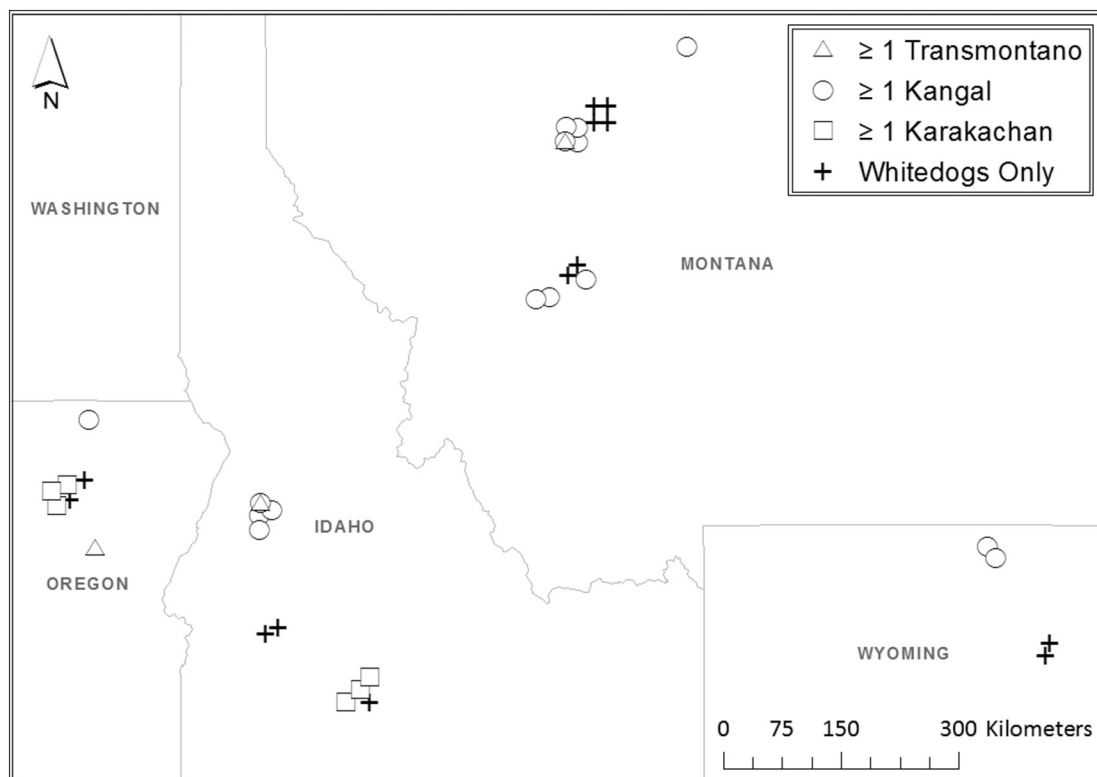 N
≥ 1 Transmontano
≥ 1 Kangal
≥ 1 Karakachan
Whitedogs Only
WASHINGTON
MONTANA
IDAHO
OREGON
WYOMING
0 75 150 300 Kilometers